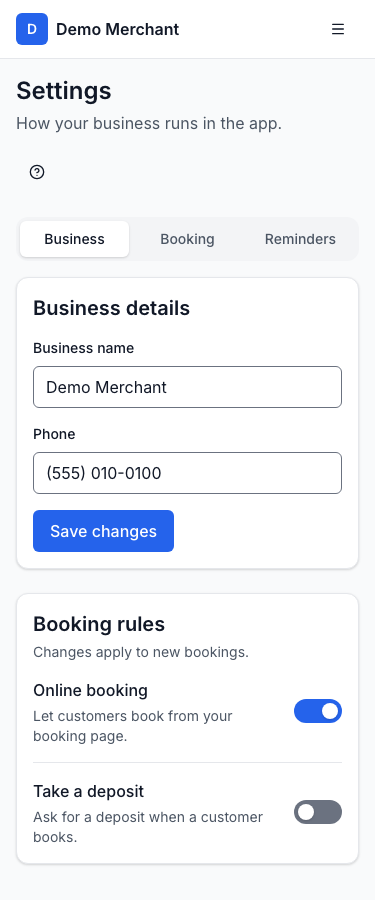 D
Demo Merchant
Settings
How your business runs in the app.
?
Business
Booking
Reminders
Business details
Business name
Demo Merchant
Phone
(555) 010-0100
Save changes
Booking rules
Changes apply to new bookings.
Online booking
Let customers book from your
booking page.
Take a deposit
Ask for a deposit when a customer
books.